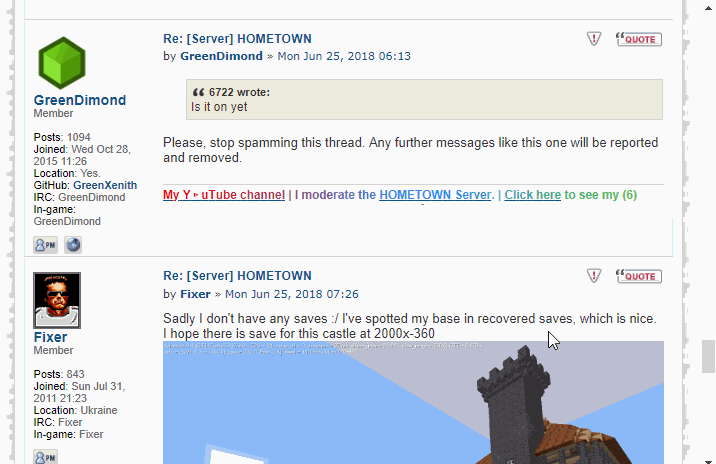 Re: [Server] HOMETOWN
QUOTE
by GreenDimond » Mon Jun 25, 2018 06:13
GreenDimond
Member
Posts: 1094
Joined: Wed Oct 28,
2015 11:26
Location: Yes.
GitHub: GreenXenith
IRC: GreenDimond
In-game:
GreenDimond
PM
6722 wrote:
Is it on yet
Please, stop spamming this thread. Any further messages like this one will be reported
and removed.
My Y▸uTube channel | I moderate the HOMETOWN Server. | Click here to see my (6)
Re: [Server] HOMETOWN
QUOTE
by Fixer » Mon Jun 25, 2018 07:26
Fixer
Member
Posts: 843
Joined: Sun Jul 31,
2011 21:23
Location: Ukraine
IRC: Fixer
In-game: Fixer
PM
Sadly I don't have any saves :/ I've spotted my base in recovered saves, which is nice.
I hope there is save for this castle at 2000x-360